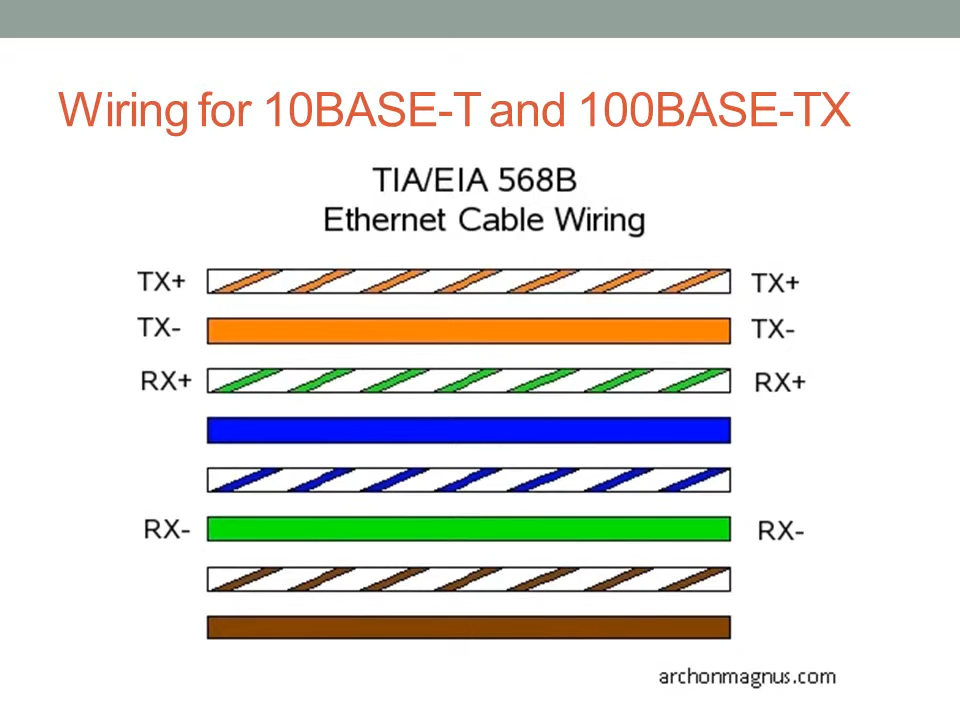 Wiring for 10BASE-T and 100BASE-TX
TIA/EIA 568B
Ethernet Cable Wiring
TX+ TX+
TX- TX-
RX+ RX+
RX- RX-
archonmagnus.com